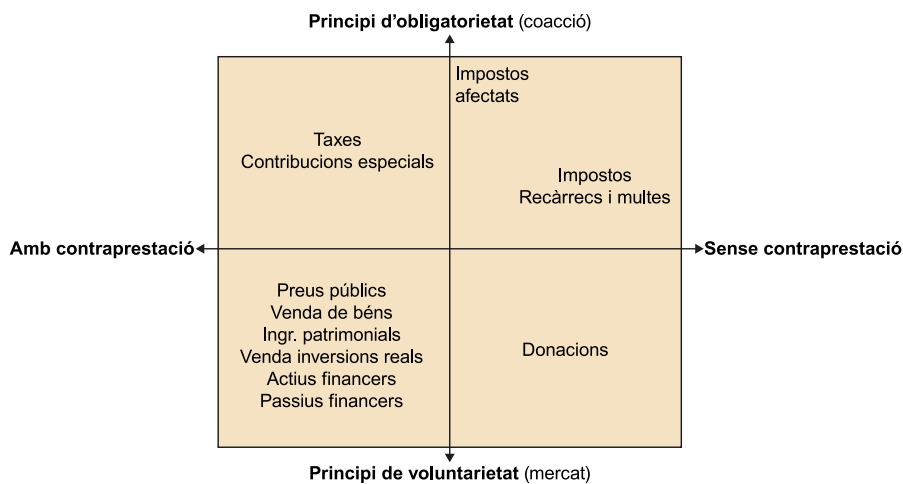 Principi d’obligatorietat (coacció)
Impostos
afectats
Taxes
Contribucions especials
Impostos
Recàrrecs i multes
Amb contraprestació
Sense contraprestació
Preus públics
Venda de béns
Ingr. patrimonials
Venda inversions reals
Actius financers
Passius financers
Donacions
Principi de voluntarietat (mercat)